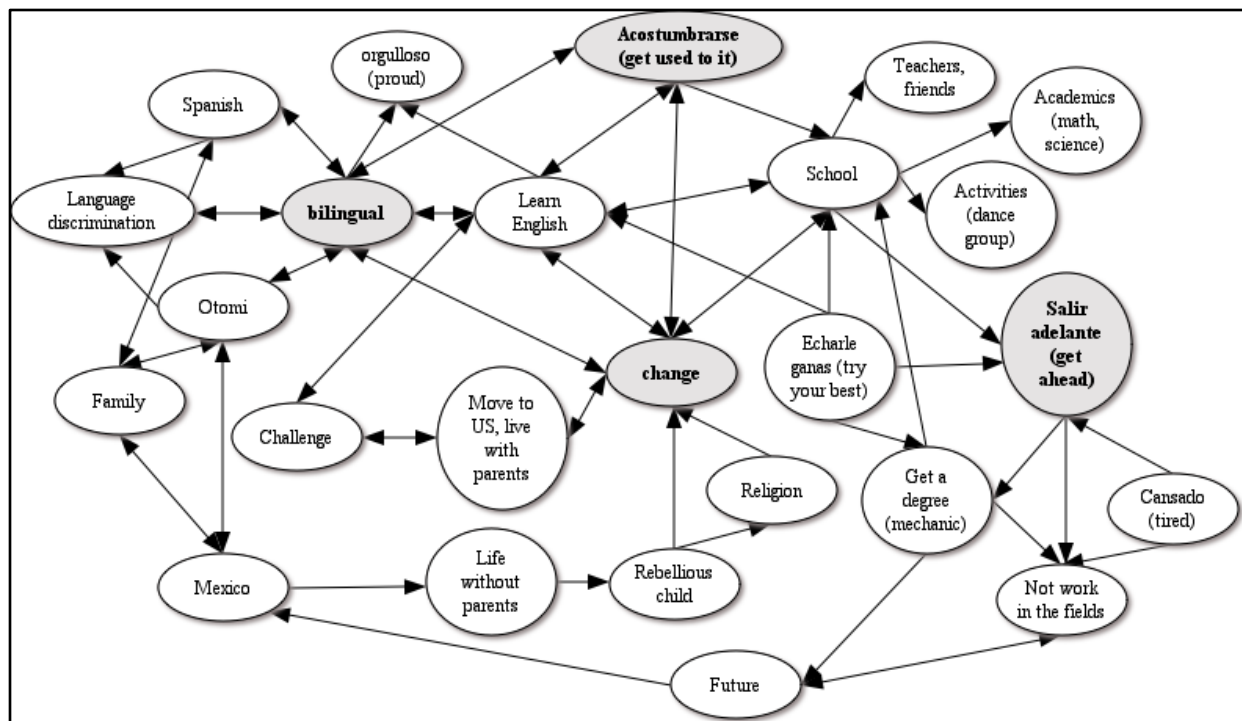 Acostumbrarse
(get used to it)
orgulloso
(proud)
Teachers,
friends
Spanish
Academics
(math,
science)
School
Language
discrimination
bilingual
Learn
English
Activities
(dance
group)
Otomi
Salir
adelante
(get
ahead)
Echarle
ganas (try
your best)
change
Family
Move to
US, live
with
parents
Challenge
Religion
Get a
degree
(mechanic)
Cansado
(tired)
Mexico
Life
without
parents
Rebellious
child
Not work
in the fields
Future